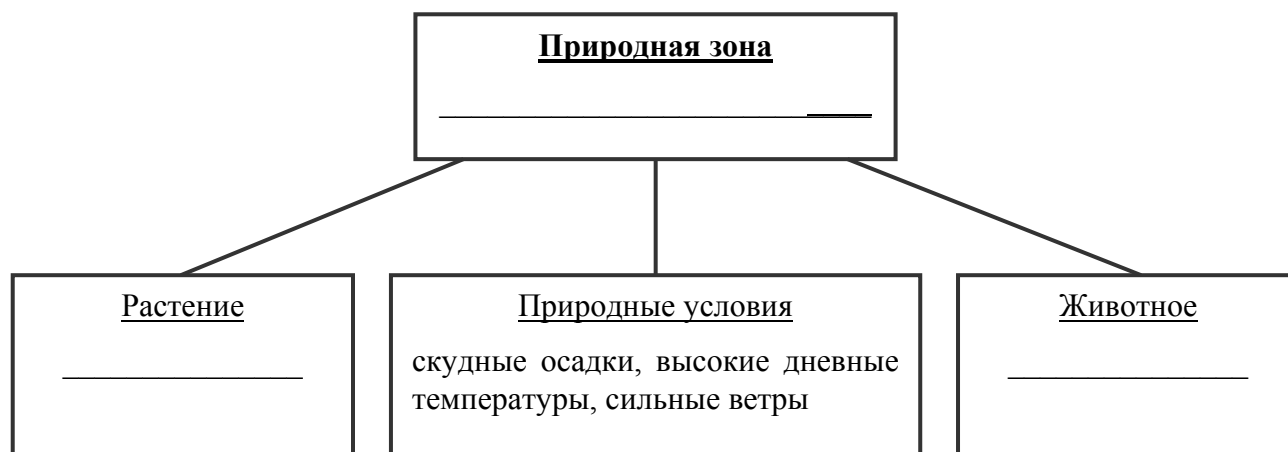 Природная зона
Растение
Природные условия
скудные осадки, высокие дневные
температуры, сильные ветры
Животное